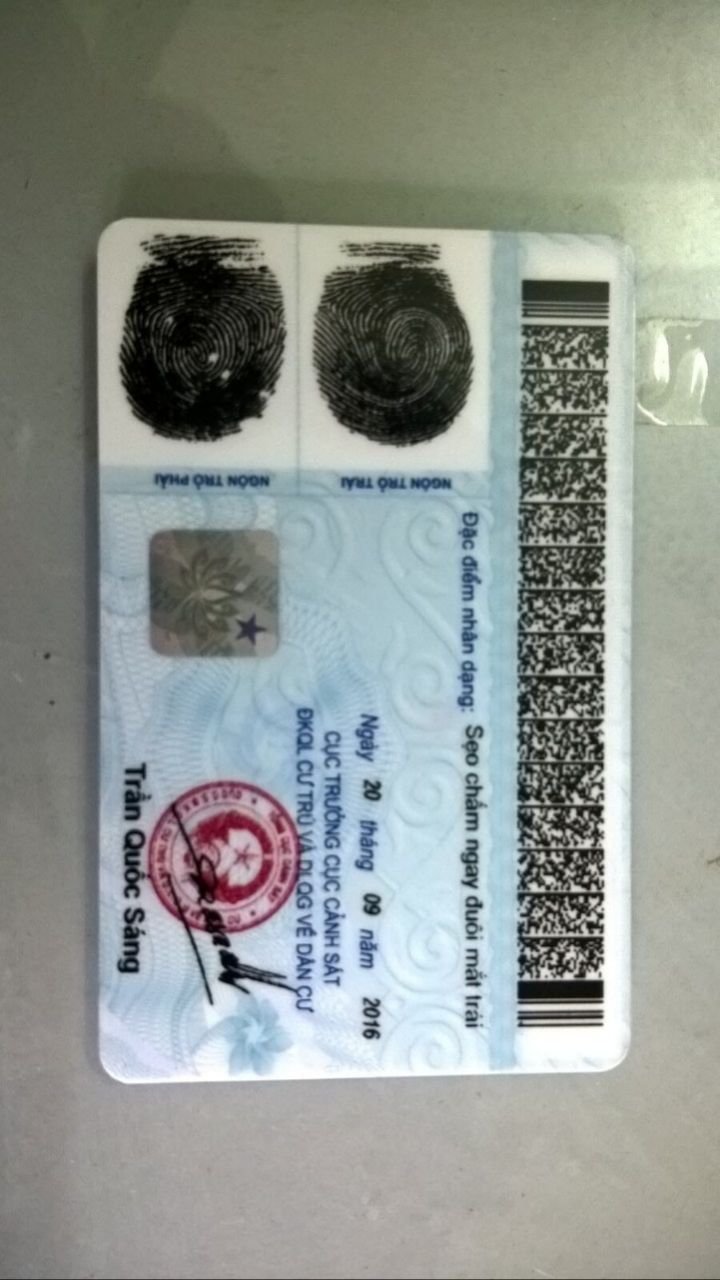 Đặc điểm nhân dạng: Sẹo chấm ngay đuôi mắt trái
NGÓN TRỎ TRÁI
NGÓN TRỎ PHẢI
Ngày 20 tháng 09 năm 2016
CỤC TRƯỞNG CỤC CẢNH SÁT
ĐKQL CƯ TRÚ VÀ DLQG VỀ DÂN CƯ
Trần Quốc Sáng